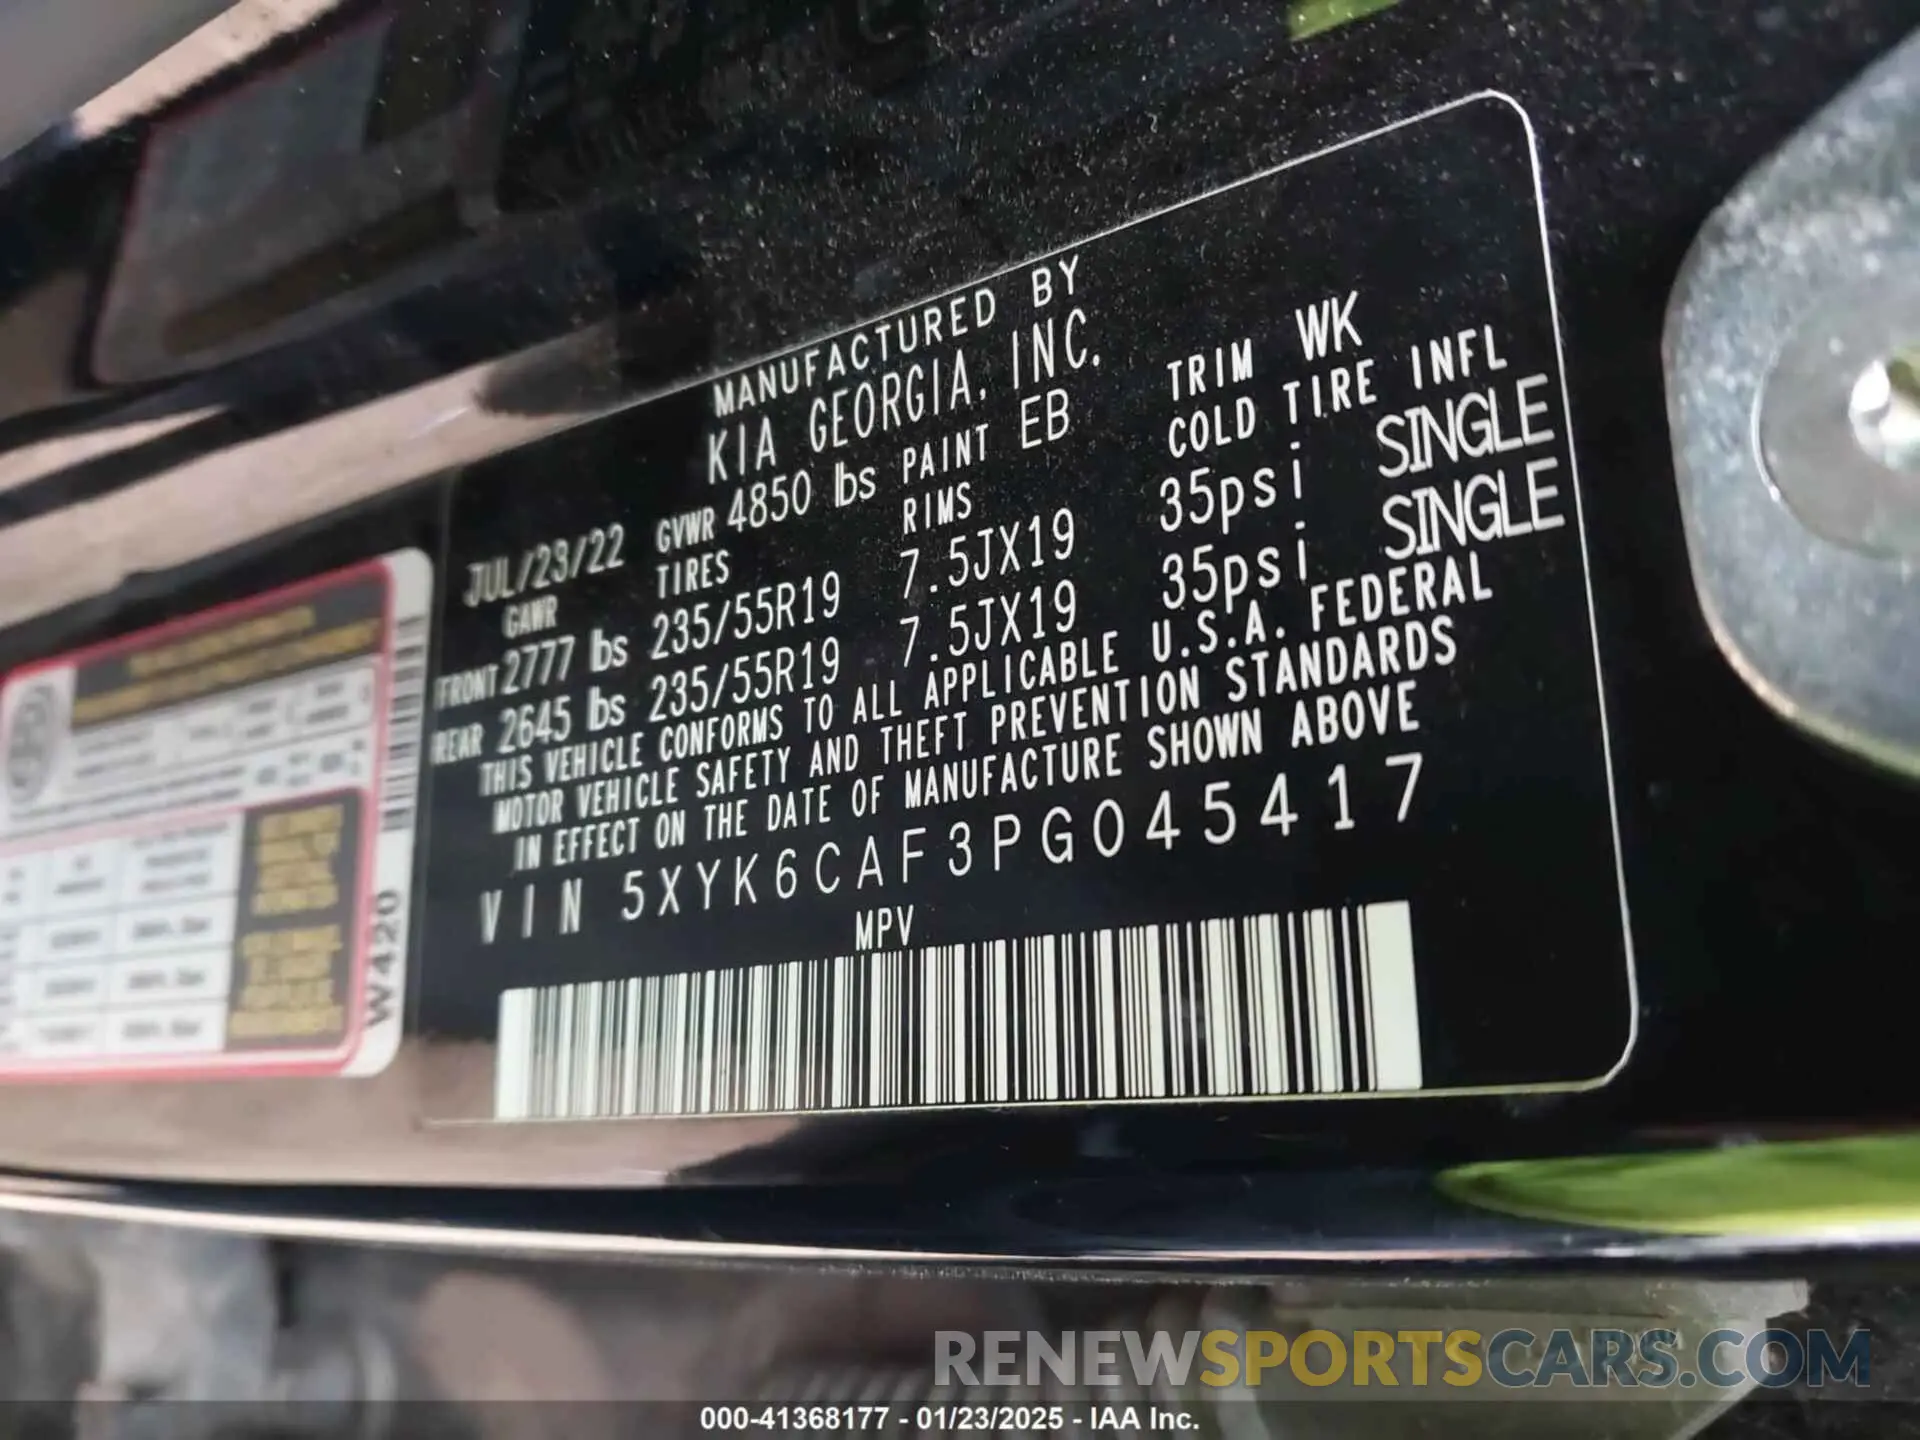 MANUFACTURED BY
KIA GEORGIA, INC.
JUL/23/22 GVWR 4850 lbs PAINT EB TRIM WK
GAWR TIRES RIMS COLD TIRE INFL
FRONT 2777 lbs 235/55R19 7.5JX19 35psi SINGLE
REAR 2645 lbs 235/55R19 7.5JX19 35psi SINGLE
THIS VEHICLE CONFORMS TO ALL APPLICABLE U.S.A. FEDERAL
MOTOR VEHICLE SAFETY AND THEFT PREVENTION STANDARDS
IN EFFECT ON THE DATE OF MANUFACTURE SHOWN ABOVE
VIN 5XYK6CAF3PG045417
MPV
W420
RENEWSPORTSCARS.COM
000-41368177 - 01/23/2025 - IAA Inc.